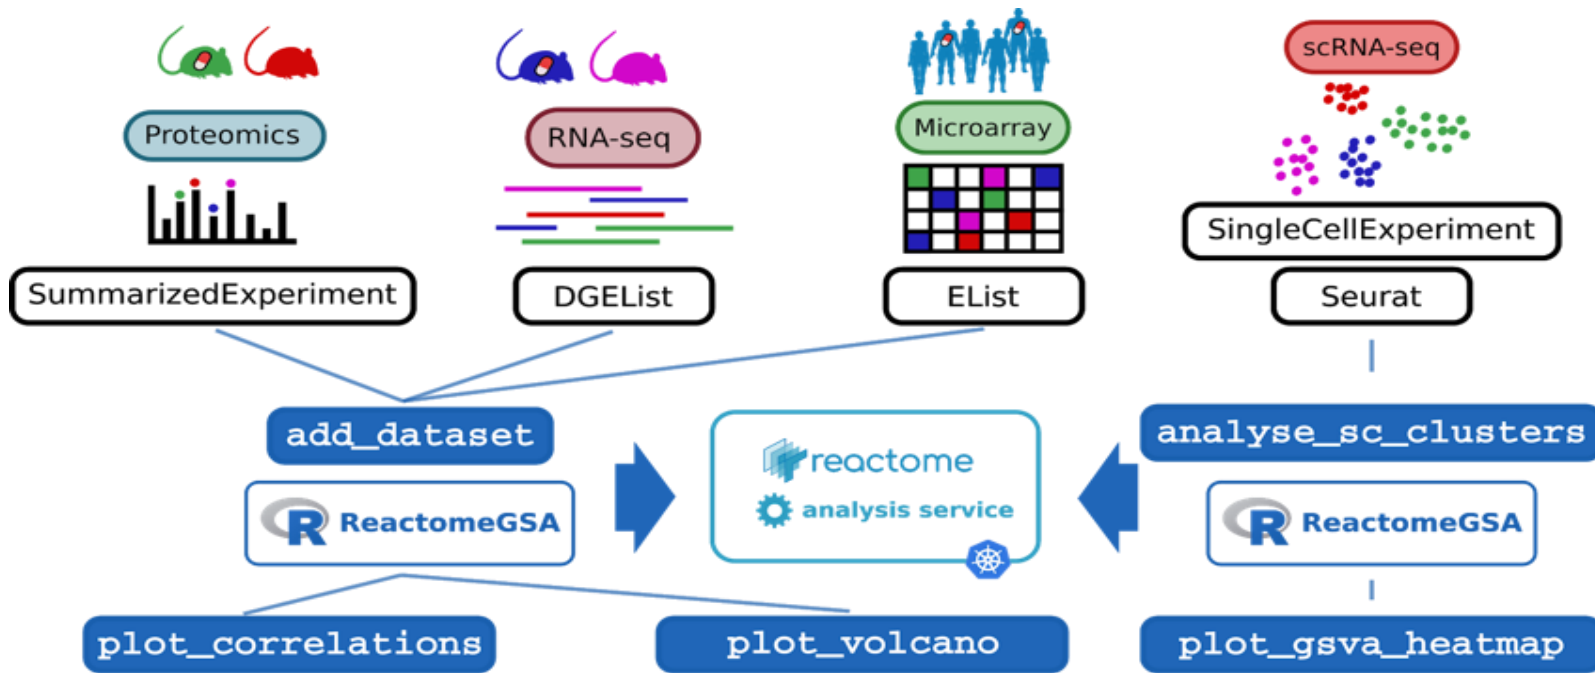 scRNA-seq
Proteomics
RNA-seq
Microarray
SingleCellExperiment
SummarizedExperiment
DGEList
EList
Seurat
add_dataset
analyse_sc_clusters
reactome
analysis service
R ReactomeGSA
R ReactomeGSA
plot_correlations
plot_volcano
plot_gsva_heatmap